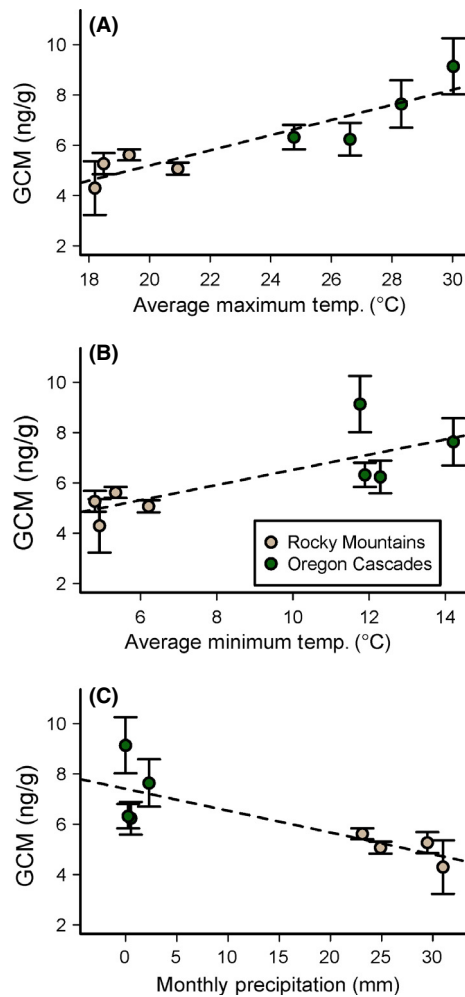 (A)
GCM (ng/g)
10
8
6
4
2
18 20 22 24 26 28 30
Average maximum temp. (°C)
(B)
GCM (ng/g)
10
8
6
4
2
Rocky Mountains
Oregon Cascades
6 8 10 12 14
Average minimum temp. (°C)
(C)
GCM (ng/g)
10
8
6
4
2
0 5 10 15 20 25 30
Monthly precipitation (mm)